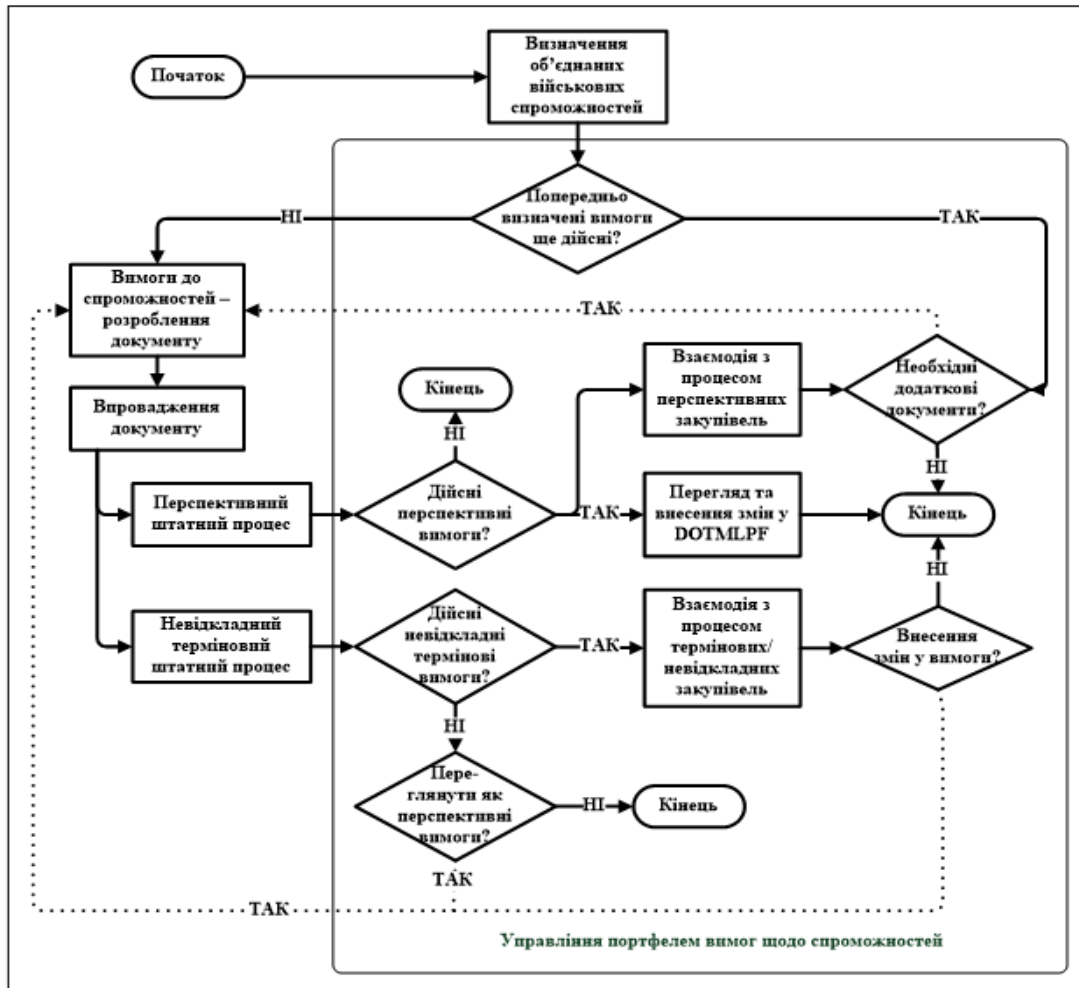 Початок
Визначення
об’єднаних
військових
спроможностей
Попередньо
визначені вимоги
ще дійсні?
НІ
ТАК
Вимоги до
спроможностей –
розроблення
документу
ТАК
Впровадження
документу
Кінець
НІ
Взаємодія з
процесом
перспективних
закупівель
Необхідні
додаткові
документи?
НІ
Перспективний
штатний процес
Дійсні
перспективні
вимоги?
ТАК
Перегляд та
внесення змін у
DOTMLPF
Кінець
НІ
Невідкладний
терміновий
штатний процес
Дійсні
невідкладні
термінові
вимоги?
ТАК
Взаємодія з
процесом
термінових/
невідкладних
закупівель
Внесення
змін у вимоги?
НІ
Пере-
глянути як
перспективні
вимоги?
НІ
Кінець
ТАК
ТАК
Управління портфелем вимог щодо спроможностей